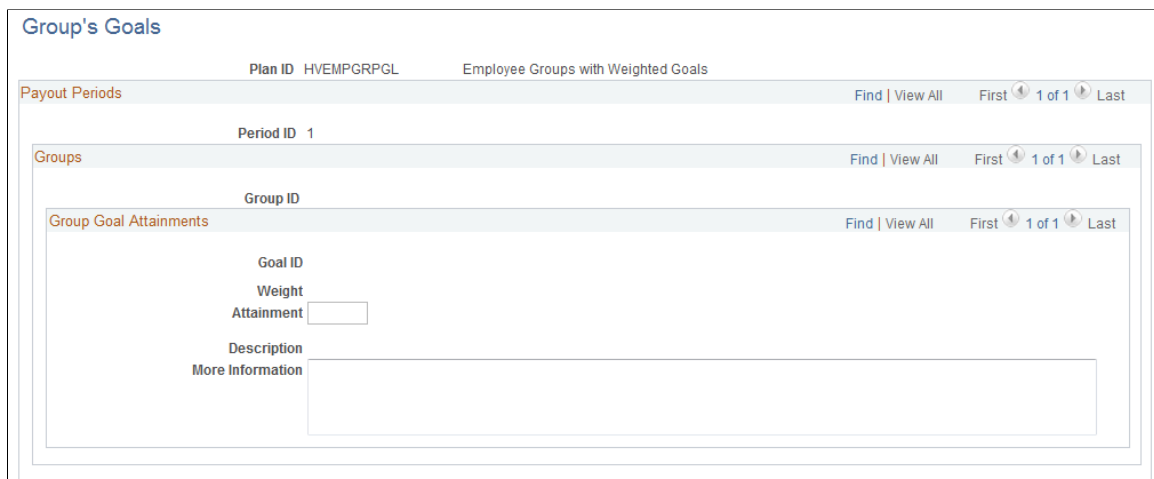 Group's Goals
Plan ID HVEMPGRPGL Employee Groups with Weighted Goals
Payout Periods Find | View All First 1 of 1 Last
Period ID 1
Groups Find | View All First 1 of 1 Last
Group ID
Group Goal Attainments Find | View All First 1 of 1 Last
Goal ID
Weight
Attainment
Description
More Information